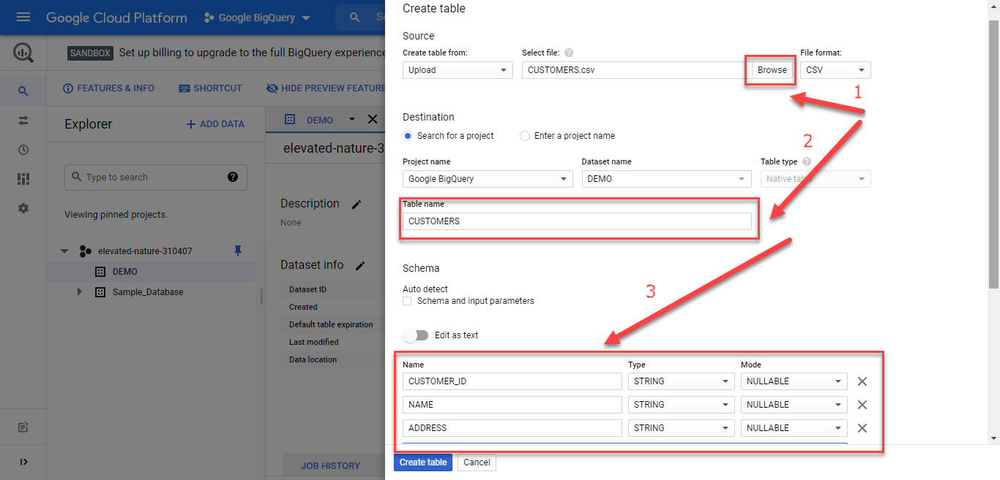 Google Cloud Platform
Google BigQuery
SANDBOX Set up billing to upgrade to the full BigQuery experience
FEATURES & INFO
SHORTCUT
HIDE PREVIEW FEATURE
Explorer
+ ADD DATA
DEMO
elevated-nature-3
Type to search
Viewing pinned projects.
elevated-nature-310407
DEMO
Sample_Database
Description
None
Dataset info
Dataset ID
Created
Default table expiration
Last modified
Data location
JOB HISTORY
Create table
Source
Create table from:
Select file:
File format:
Upload
CUSTOMERS.csv
Browse
CSV
1
Destination
Search for a project
Enter a project name
2
Project name
Dataset name
Table type
Google BigQuery
DEMO
Native table
Table name
CUSTOMERS
Schema
Auto detect
Schema and input parameters
3
Edit as text
Name Type Mode
CUSTOMER_ID STRING NULLABLE
NAME STRING NULLABLE
ADDRESS STRING NULLABLE
Create table
Cancel